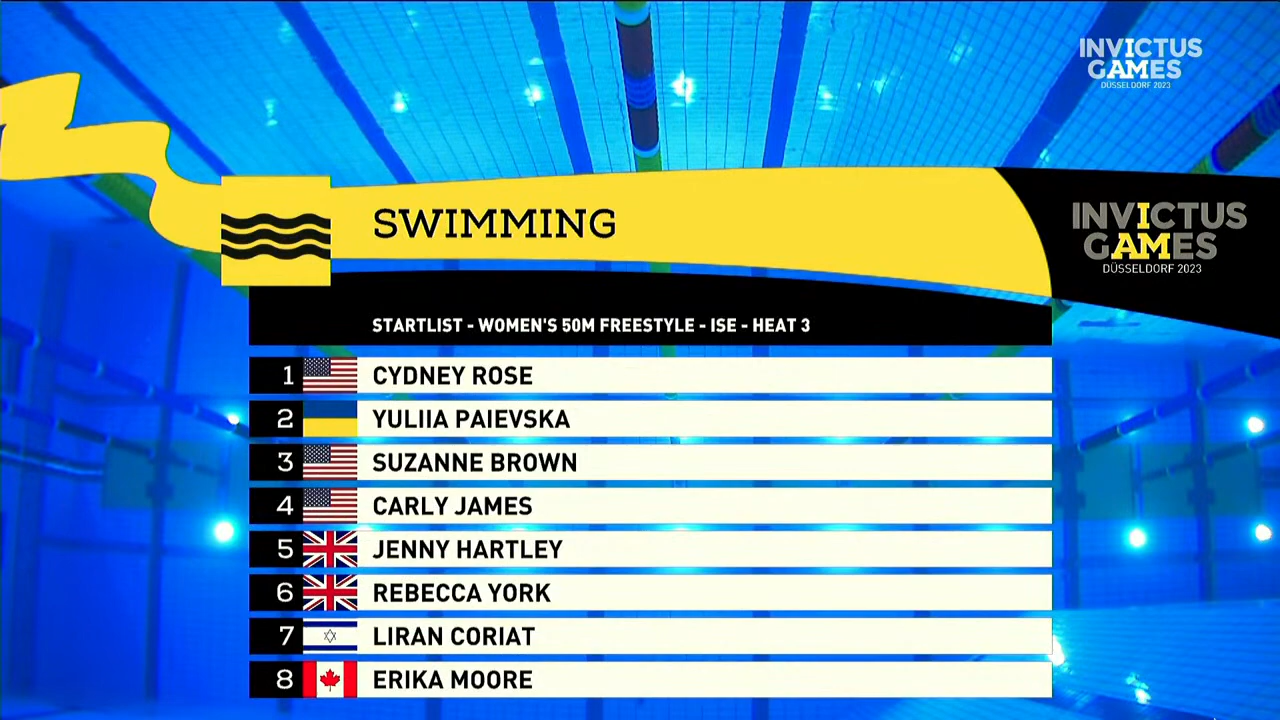 INVICTUS
GAMES
DÜSSELDORF 2023
SWIMMING
INVICTUS
GAMES
DÜSSELDORF 2023
STARTLIST - WOMEN'S 50M FREESTYLE - ISE - HEAT 3
1 CYDNEY ROSE
2 YULIIA PAIEVSKA
3 SUZANNE BROWN
4 CARLY JAMES
5 JENNY HARTLEY
6 REBECCA YORK
7 LIRAN CORIAT
8 ERIKA MOORE